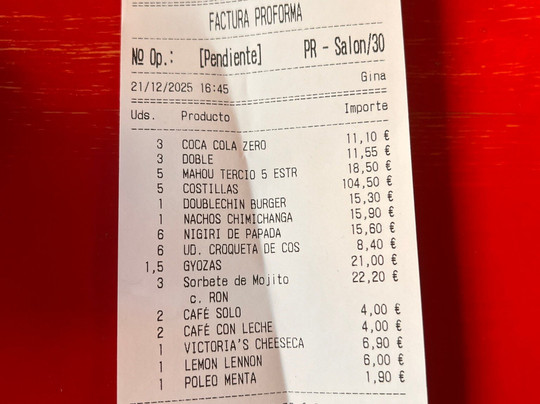 FACTURA PROFORMA
Nº Op.: [Pendiente] PR - Salon/30
21/12/2025 16:45 Gina
Uds. Producto Importe
3 COCA COLA ZERO 11,10 €
3 DOBLE 11,55 €
5 MAHOU TERCIO 5 ESTR 18,50 €
5 COSTILLAS 104,50 €
1 DOUBLECHIN BURGER 15,30 €
1 NACHOS CHIMICHANGA 15,90 €
6 NIGIRI DE PAPADA 15,60 €
6 UD. CROQUETA DE COS 8,40 €
1,5 GYOZAS 21,00 €
3 Sorbete de Mojito 22,20 €
c. RON
2 CAFÉ SOLO 4,00 €
2 CAFÉ CON LECHE 4,00 €
1 VICTORIA'S CHEESECA 6,90 €
1 LEMON LENNON 6,00 €
1 POLEO MENTA 1,90 €